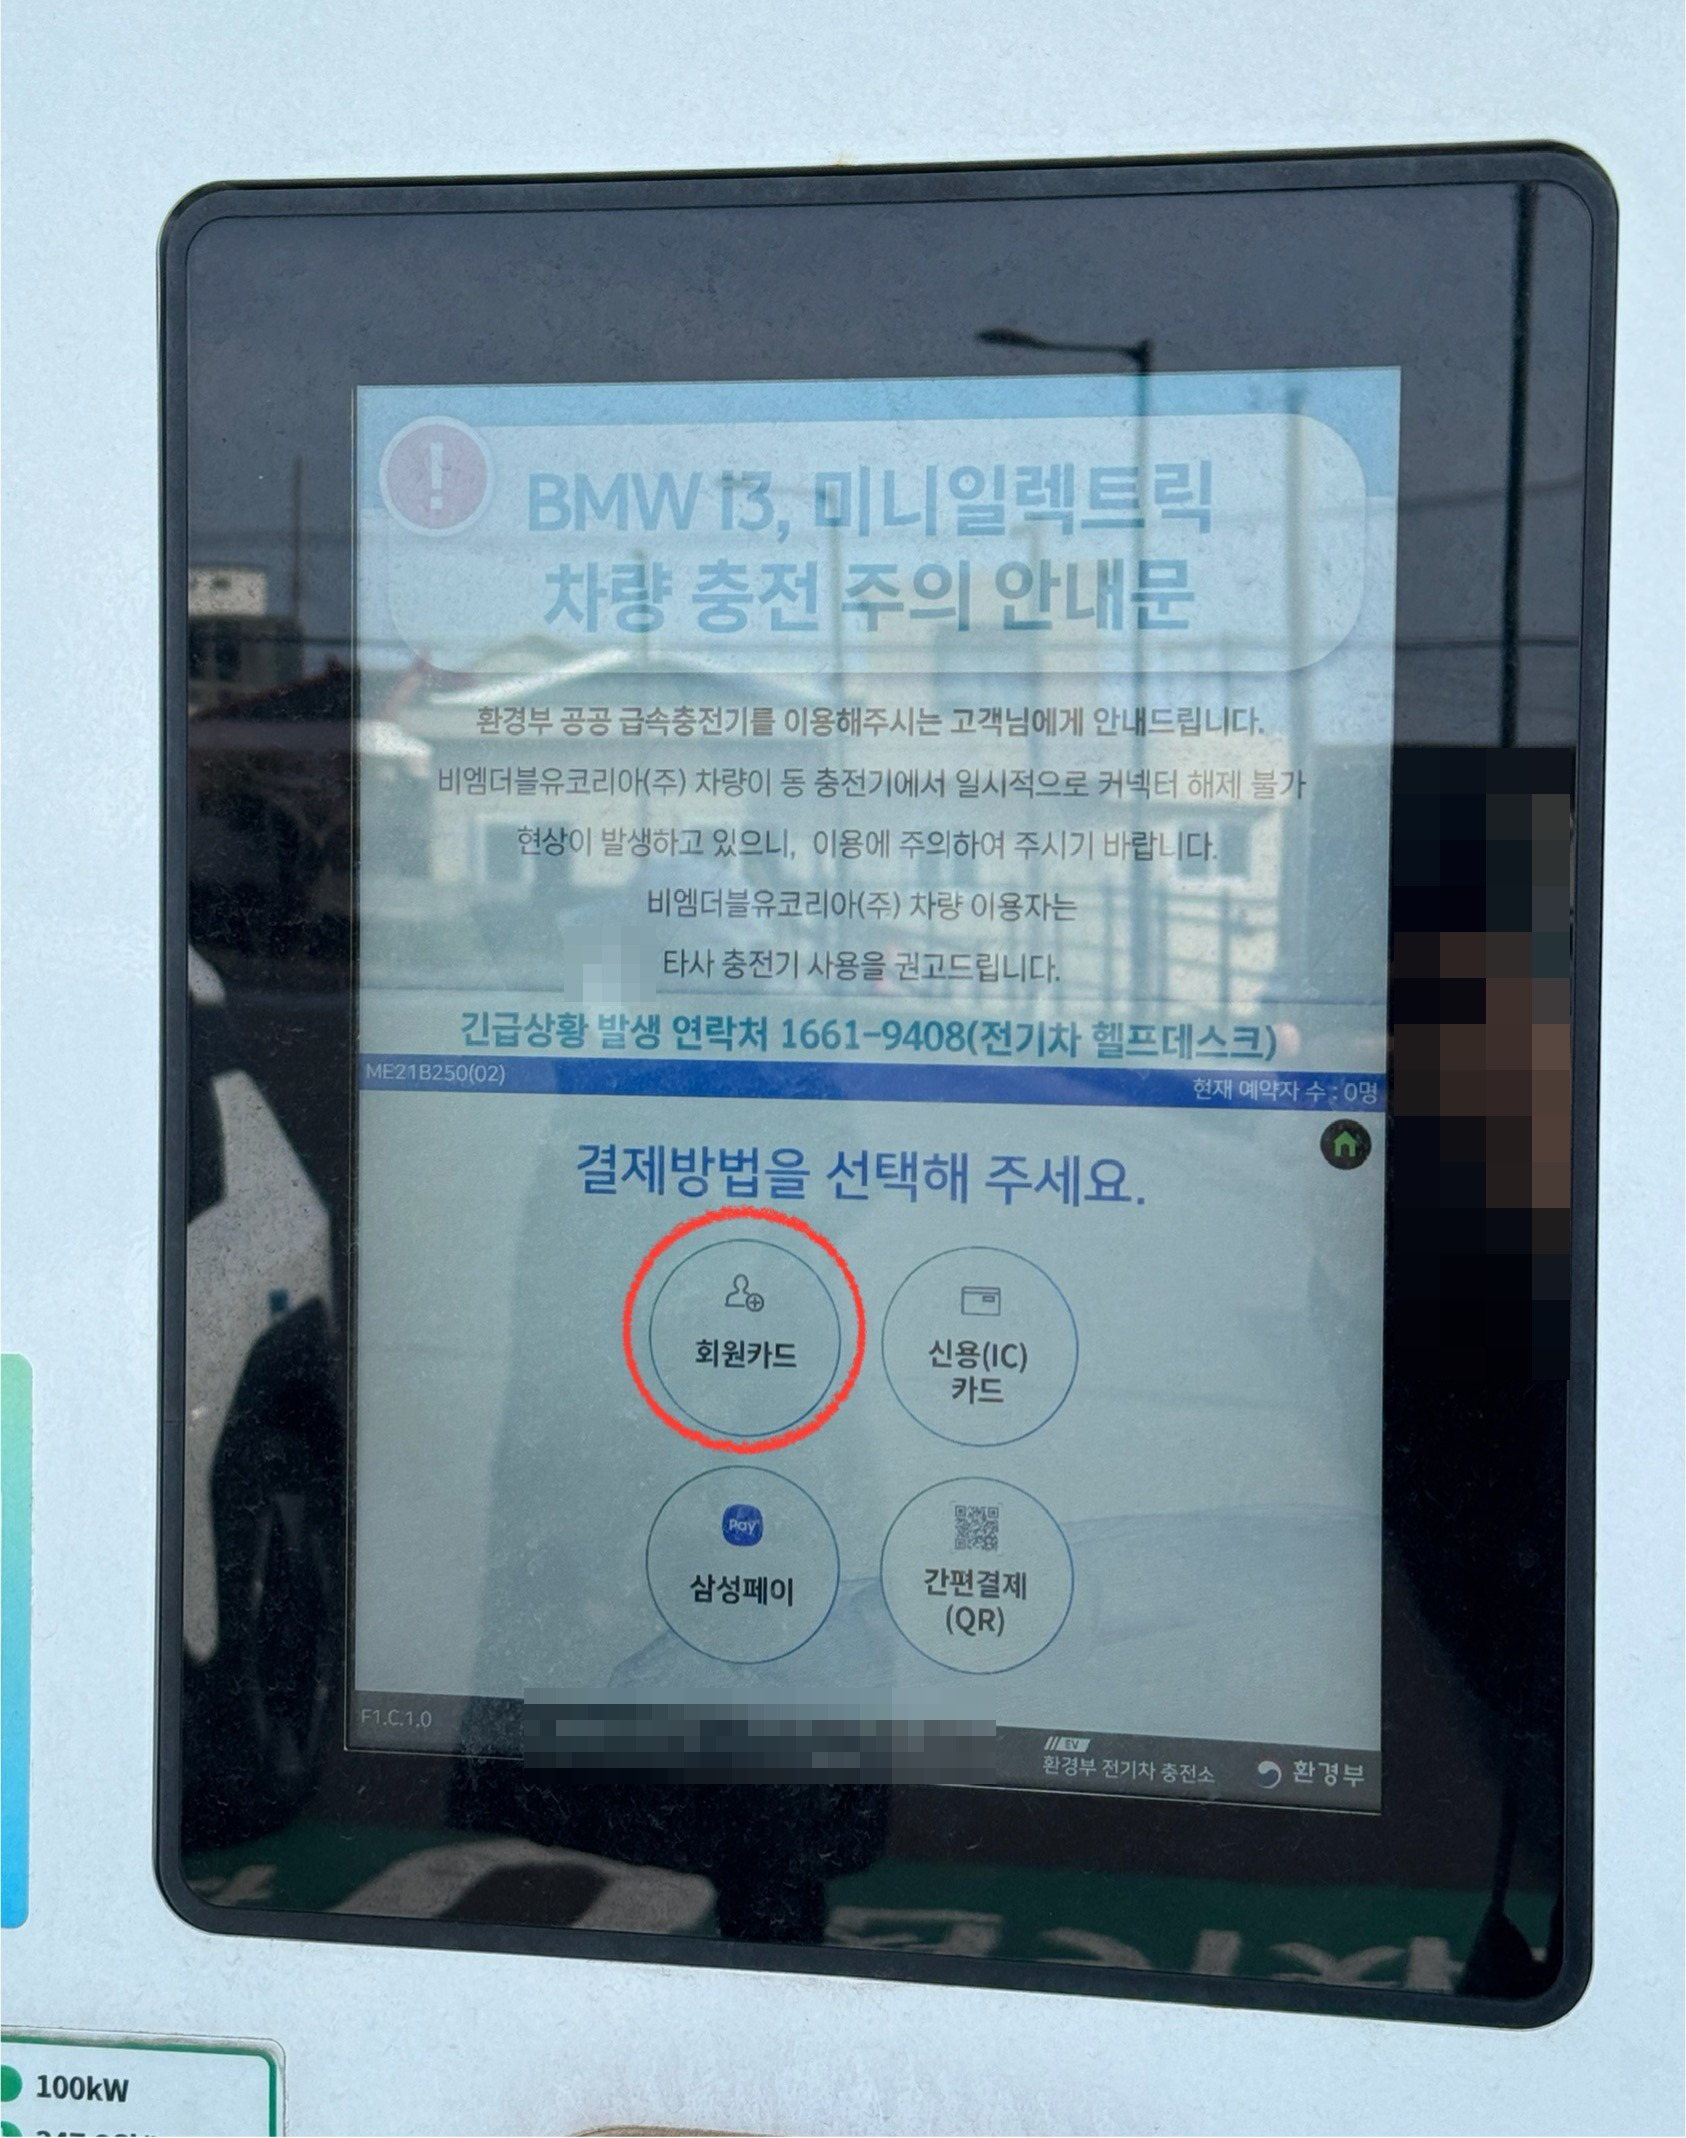 BMW i3, 미니일렉트릭
차량 충전 주의 안내문
환경부 공공 급속충전기를 이용해주시는 고객님에게 안내드립니다.
비엠더블유코리아(주) 차량이 동 충전기에서 일시적으로 커넥터 해제 불가
현상이 발생하고 있으니, 이용에 주의하여 주시기 바랍니다.
비엠더블유코리아(주) 차량 이용자는
타사 충전기 사용을 권고드립니다.
긴급상황 발생 연락처 1661-9408(전기차 헬프데스크)
ME21B250(02)
현재 예약자 수 : 0명
결제방법을 선택해 주세요.
회원카드
신용(IC)
카드
Pay
삼성페이
간편결제
(QR)
F1.C.1.0
EV
환경부 전기차 충전소
환경부
100kW